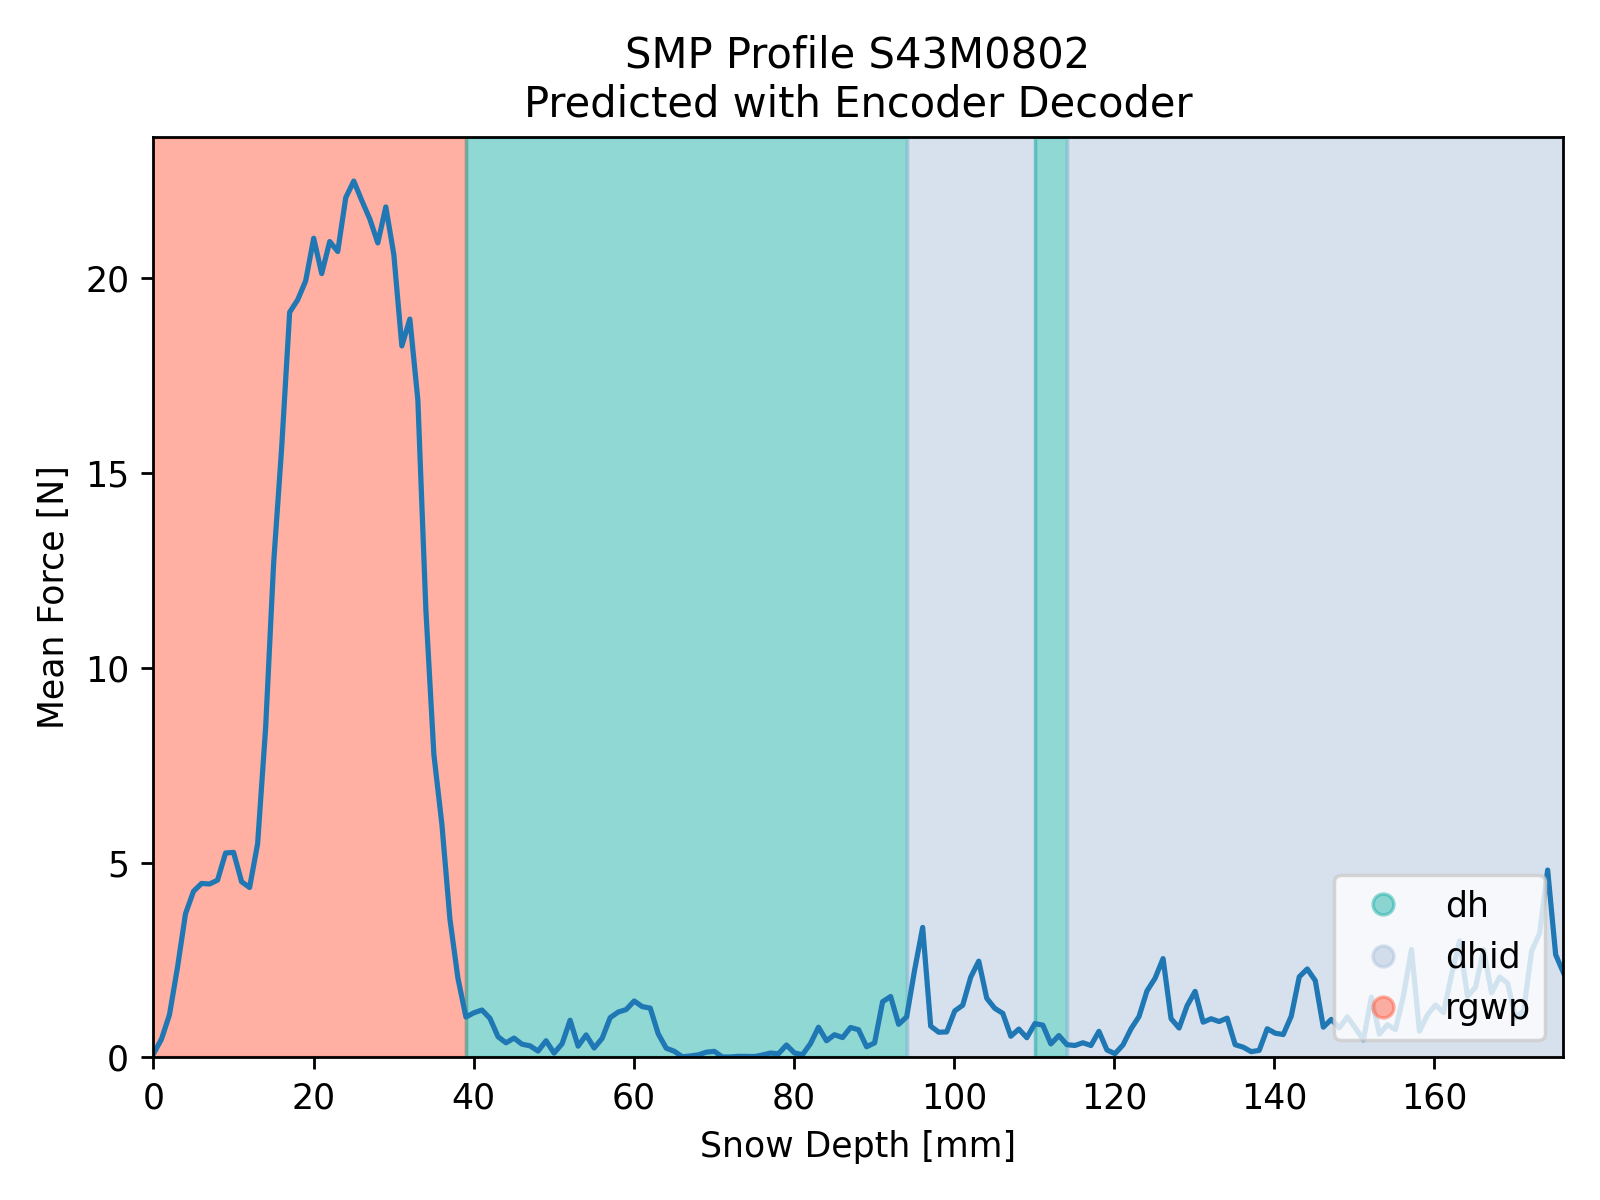 SMP Profile S43M0802
Predicted with Encoder Decoder
Mean Force [N]
20
15
10
5
0
0 20 40 60 80 100 120 140 160
Snow Depth [mm]
dh
dhid
rgwp